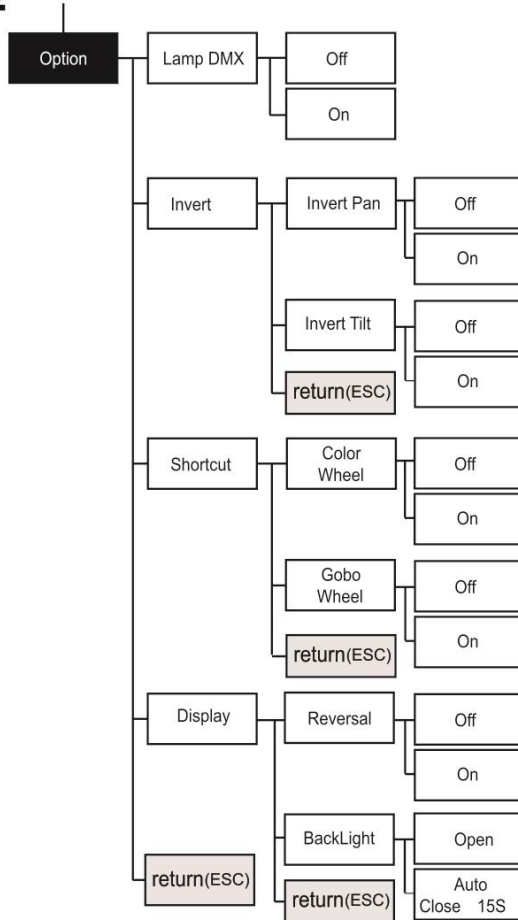 Option
Lamp DMX
Off
On
Invert
Invert Pan
Off
On
Invert Tilt
Off
On
return(ESC)
Shortcut
Color
Wheel
Off
On
Gobo
Wheel
Off
On
return(ESC)
Display
Reversal
Off
On
BackLight
Open
Auto
Close 15S
return(ESC)
return(ESC)